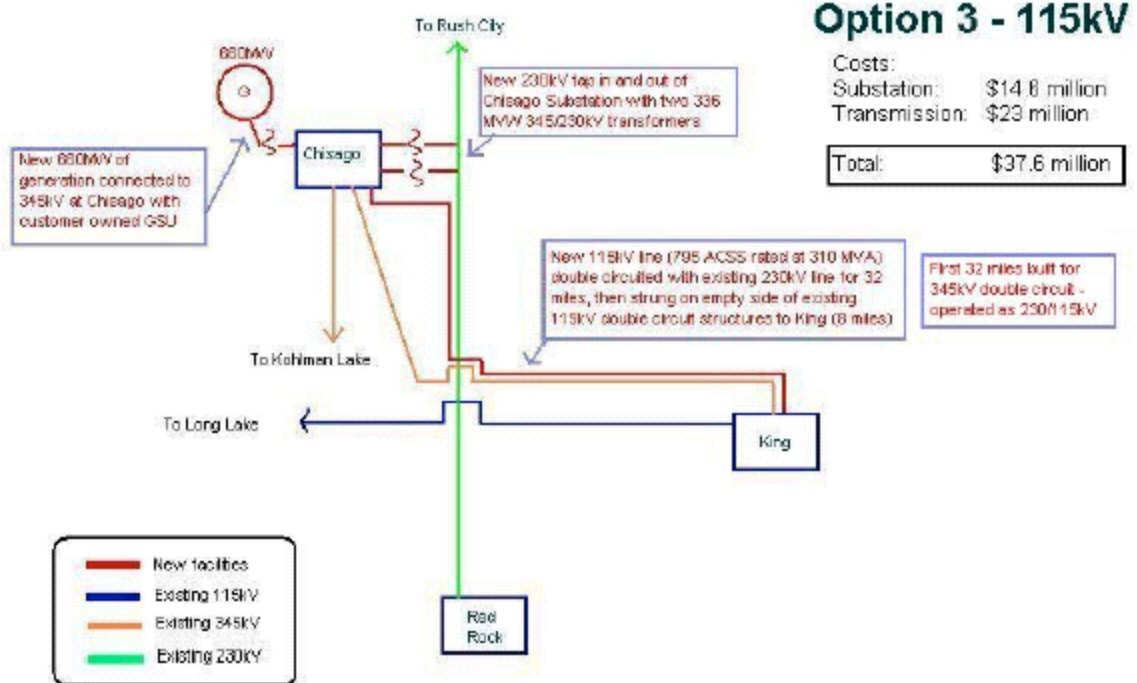 Option 3 - 115kV
Costs:
Substation: $14.6 million
Transmission: $23 million
Total: $37.6 million
To Rush City
660MW
New 230kV tap in and out of
Chisago Substation with two 336
MVW 345/230kV transformers
Chisago
New 660MW of
generation connected to
345kV at Chisago with
customer owned GSU
New 115kV line (795 ACSS rated at 310 MVA)
double circuited with existing 230kV line for 32
miles, then strung on empty side of existing
115kV double circuit structures to King (8 miles)
First 32 miles built for
345kV double circuit -
operated as 230/115kV
To Kohlman Lake
To Long Lake
King
New facilities
Existing 115kV
Existing 345kV
Existing 230kV
Red
Rock